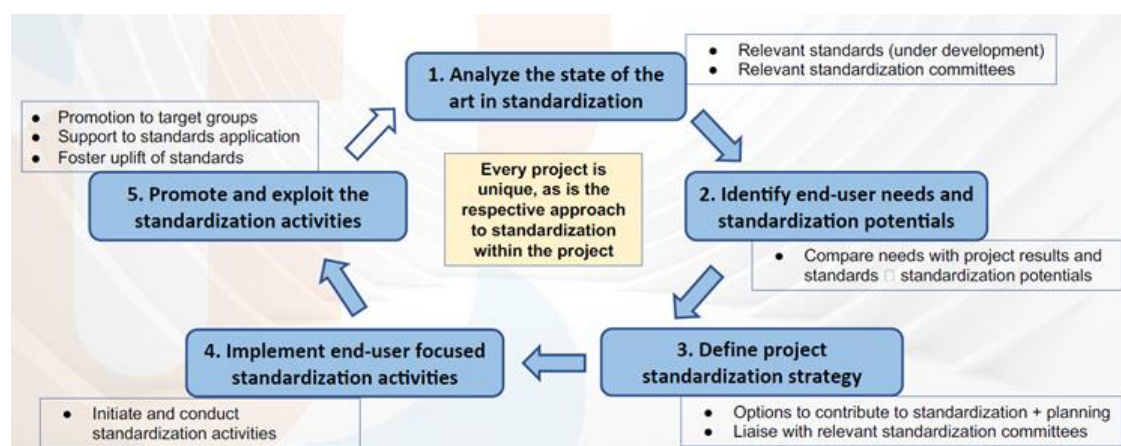 1. Analyze the state of the
art in standardization
● Relevant standards (under development)
● Relevant standardization committees
2. Identify end-user needs and
standardization potentials
● Compare needs with project results and
standards □ standardization potentials
3. Define project
standardization strategy
● Options to contribute to standardization + planning
● Liaise with relevant standardization committees
4. Implement end-user focused
standardization activities
● Initiate and conduct
standardization activities
5. Promote and exploit the
standardization activities
● Promotion to target groups
● Support to standards application
● Foster uplift of standards
Every project is
unique, as is the
respective approach
to standardization
within the project